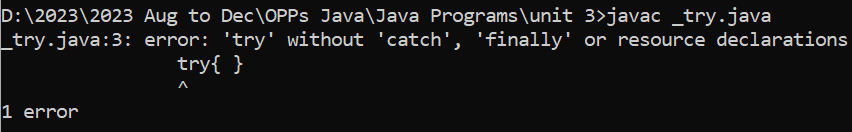 D:\2023\2023 Aug to Dec\OPPs Java\Java Programs\unit 3>javac _try.java
_try.java:3: error: 'try' without 'catch', 'finally' or resource declarations
try{ }
^
1 error